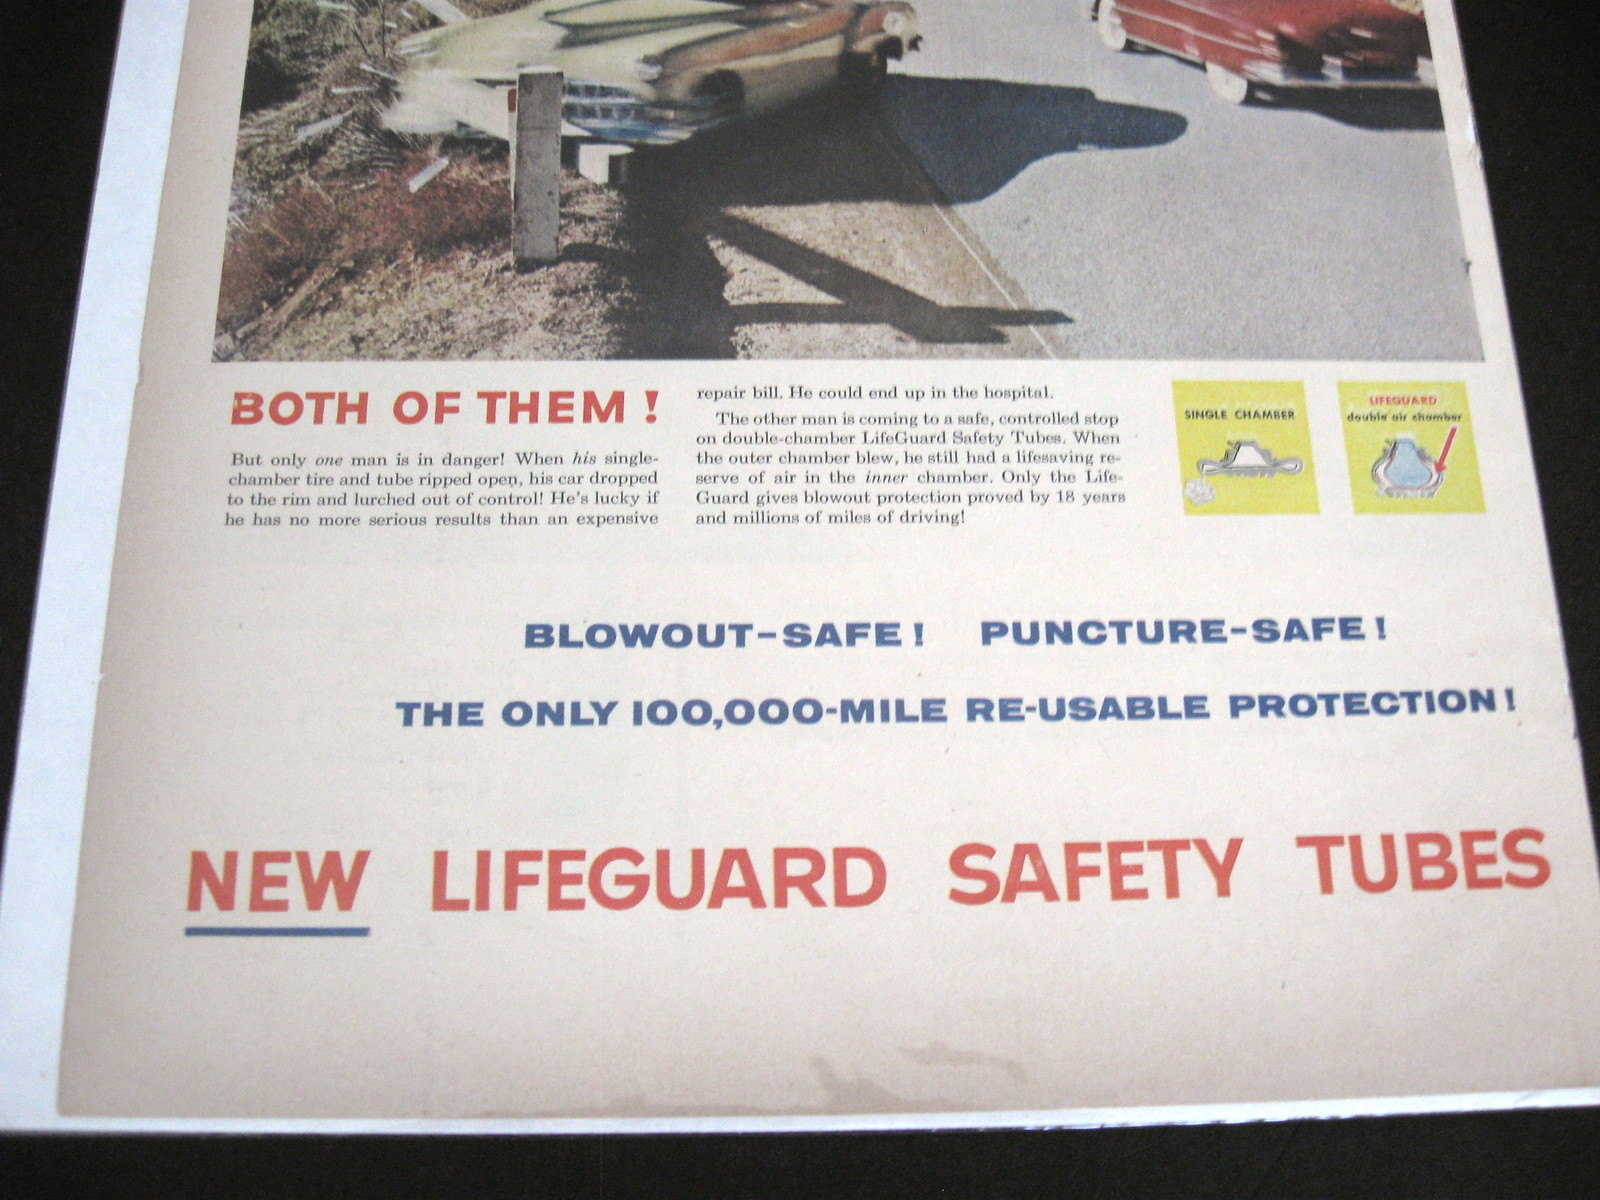 BOTH OF THEM!
But only one man is in danger! When his single-
chamber tire and tube ripped open, his car dropped
to the rim and lurched out of control! He's lucky if
he has no more serious results than an expensive
repair bill. He could end up in the hospital.
The other man is coming to a safe, controlled stop
on double-chamber LifeGuard Safety Tubes. When
the outer chamber blew, he still had a lifesaving re-
serve of air in the inner chamber. Only the Life-
Guard gives blowout protection proved by 18 years
and millions of miles of driving!
SINGLE CHAMBER
LIFEGUARD
double air chamber
BLOWOUT-SAFE! PUNCTURE-SAFE!
THE ONLY 100,000-MILE RE-USABLE PROTECTION!
NEW LIFEGUARD SAFETY TUBES